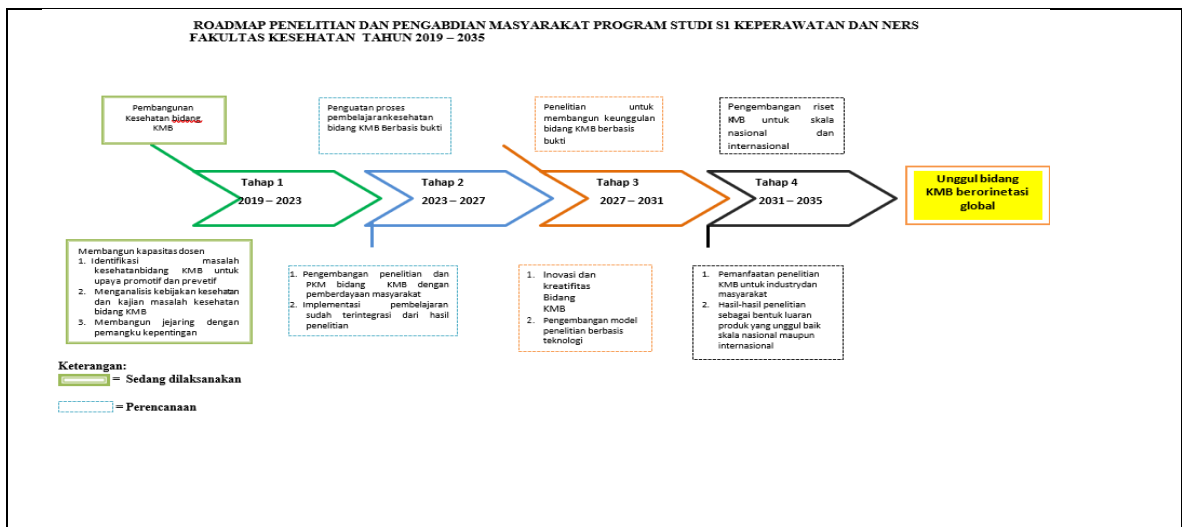 ROADMAP PENELITIAN DAN PENGABDIAN MASYARAKAT PROGRAM STUDI S1 KEPERAWATAN DAN NERS
FAKULTAS KESEHATAN TAHUN 2019 – 2035
Pembangunan
Kesehatan bidang
KMB
Penguatan proses
pembelajarankesehatan
bidang KMB Berbasis bukti
Penelitian untuk
membangun keunggulan
bidang KMB berbasis
bukti
Pengembangan riset
KMB untuk skala
nasional dan
internasional
Tahap 1
2019 – 2023
Tahap 2
2023 – 2027
Tahap 3
2027 – 2031
Tahap 4
2031 – 2035
Unggul bidang
KMB berorinetasi
global
Membangun kapasitas dosen
1. Identifikasi masalah
kesehatanbidang KMB untuk
upaya promotif dan prevetif
2. Menganalisis kebijakan kesehatan
dan kajian masalah kesehatan
bidang KMB
3. Membangun jejaring dengan
pemangku kepentingan
1. Pengembangan penelitian dan
PKM bidang KMB dengan
pemberdayaan masyarakat
2. Implementasi pembelajaran
sudah terintegrasi dari hasil
penelitian
1. Inovasi dan
kreatifitas
Bidang
KMB
2. Pengembangan model
penelitian berbasis
teknologi
1. Pemanfaatan penelitian
KMB untuk industrydan
masyarakat
2. Hasil-hasil penelitian
sebagai bentuk luaran
produk yang unggul baik
skala nasional maupun
internasional
Keterangan:
= Sedang dilaksanakan
= Perencanaan